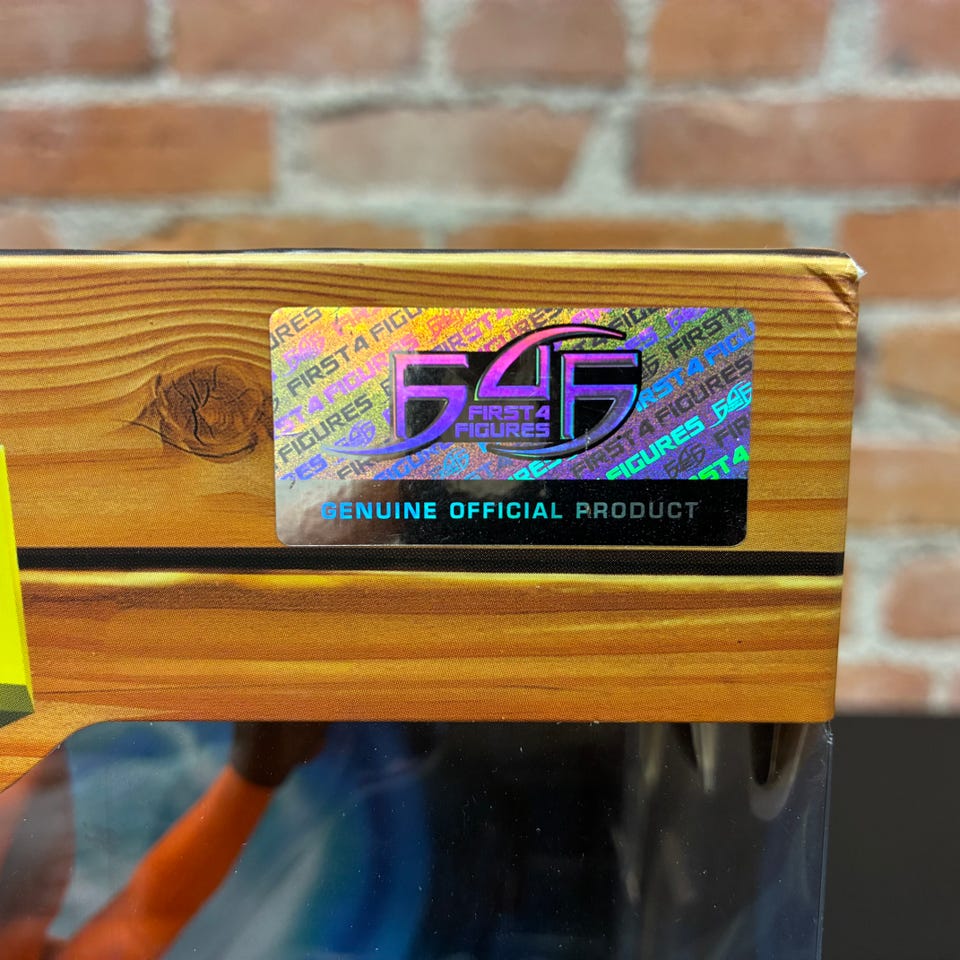 F4F
FIRST 4
FIGURES
GENUINE OFFICIAL PRODUCT